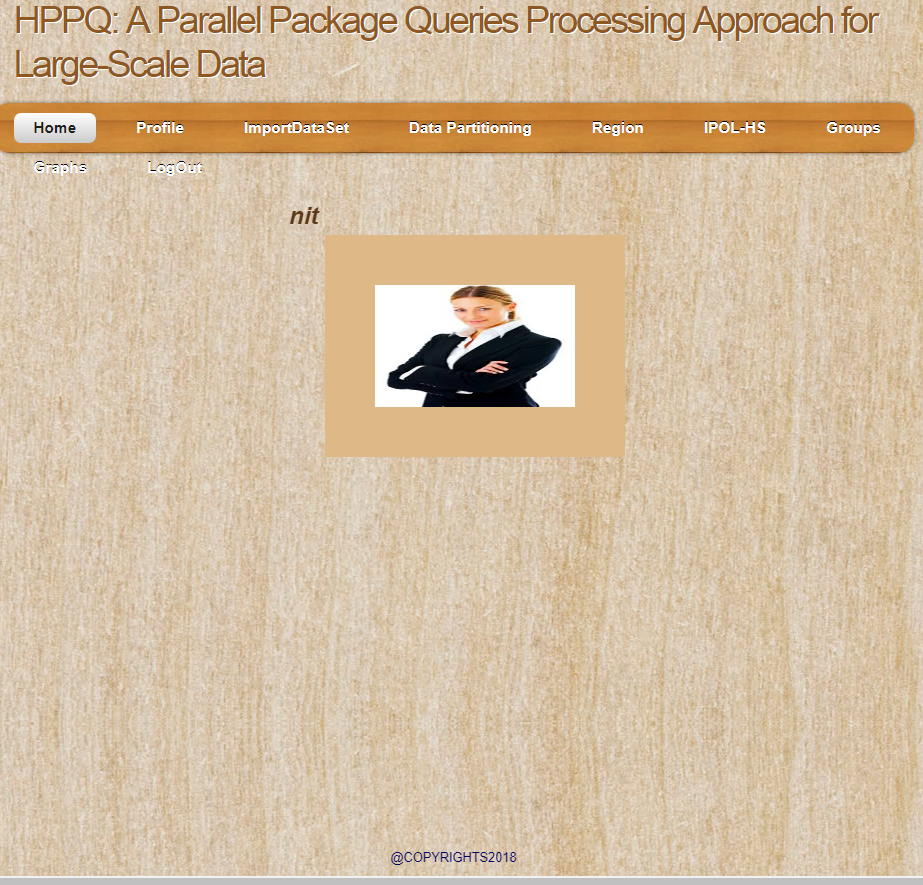 HPPQ: A Parallel Package Queries Processing Approach for
Large-Scale Data
Home Profile ImportDataSet Data Partitioning Region IPOL-HS Groups
Graphs LogOut
nit
@COPYRIGHTS2018